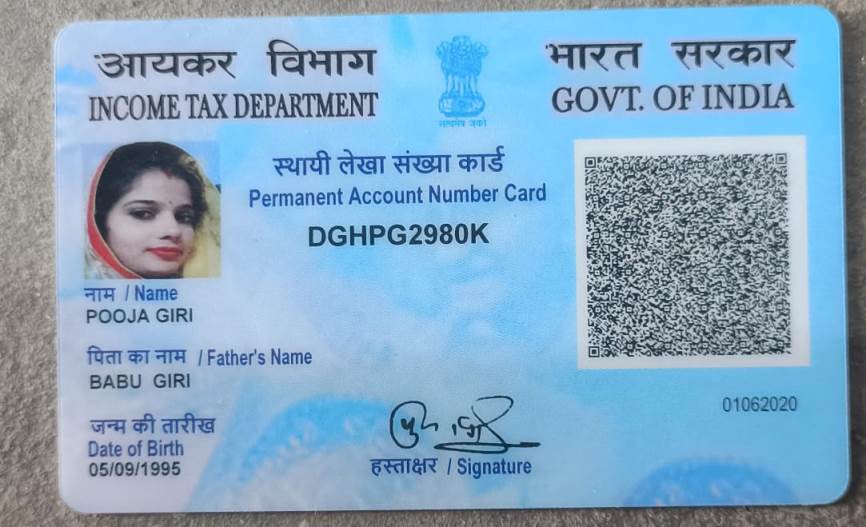 आयकर विभाग
INCOME TAX DEPARTMENT
सत्यमेव जयते
भारत सरकार
GOVT. OF INDIA
स्थायी लेखा संख्या कार्ड
Permanent Account Number Card
DGHPG2980K
नाम / Name
POOJA GIRI
पिता का नाम / Father's Name
BABU GIRI
जन्म की तारीख
Date of Birth
05/09/1995
हस्ताक्षर / Signature
01062020